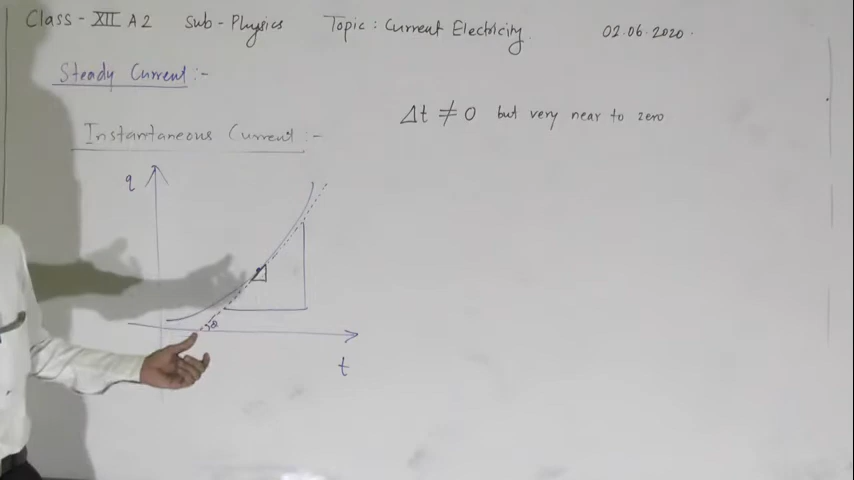 Class - XII A2 Sub - Physics Topic : Current Electricity 02.06.2020.
Steady Current :-
Δt ≠ 0 but very near to zero
Instantaneous Current :-
q
θ
t